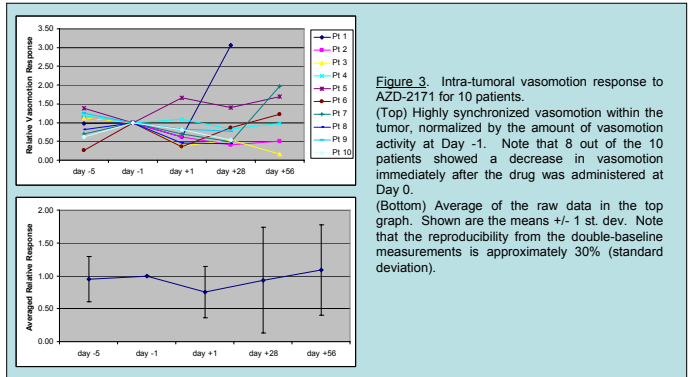 3.50
3.00
2.50
2.00
1.50
1.00
0.50
0.00
Relative Vasomotion Response
day -5 day -1 day +1 day +28 day +56
Pt 1
Pt 2
Pt 3
Pt 4
Pt 5
Pt 6
Pt 7
Pt 8
Pt 9
Pt 10
2.00
1.50
1.00
0.50
0.00
Averaged Relative Response
day -5 day -1 day +1 day +28 day +56
Figure 3. Intra-tumoral vasomotion response to
AZD-2171 for 10 patients.
(Top) Highly synchronized vasomotion within the
tumor, normalized by the amount of vasomotion
activity at Day -1. Note that 8 out of the 10
patients showed a decrease in vasomotion
immediately after the drug was administered at
Day 0.
(Bottom) Average of the raw data in the top
graph. Shown are the means +/- 1 st. dev. Note
that the reproducibility from the double-baseline
measurements is approximately 30% (standard
deviation).